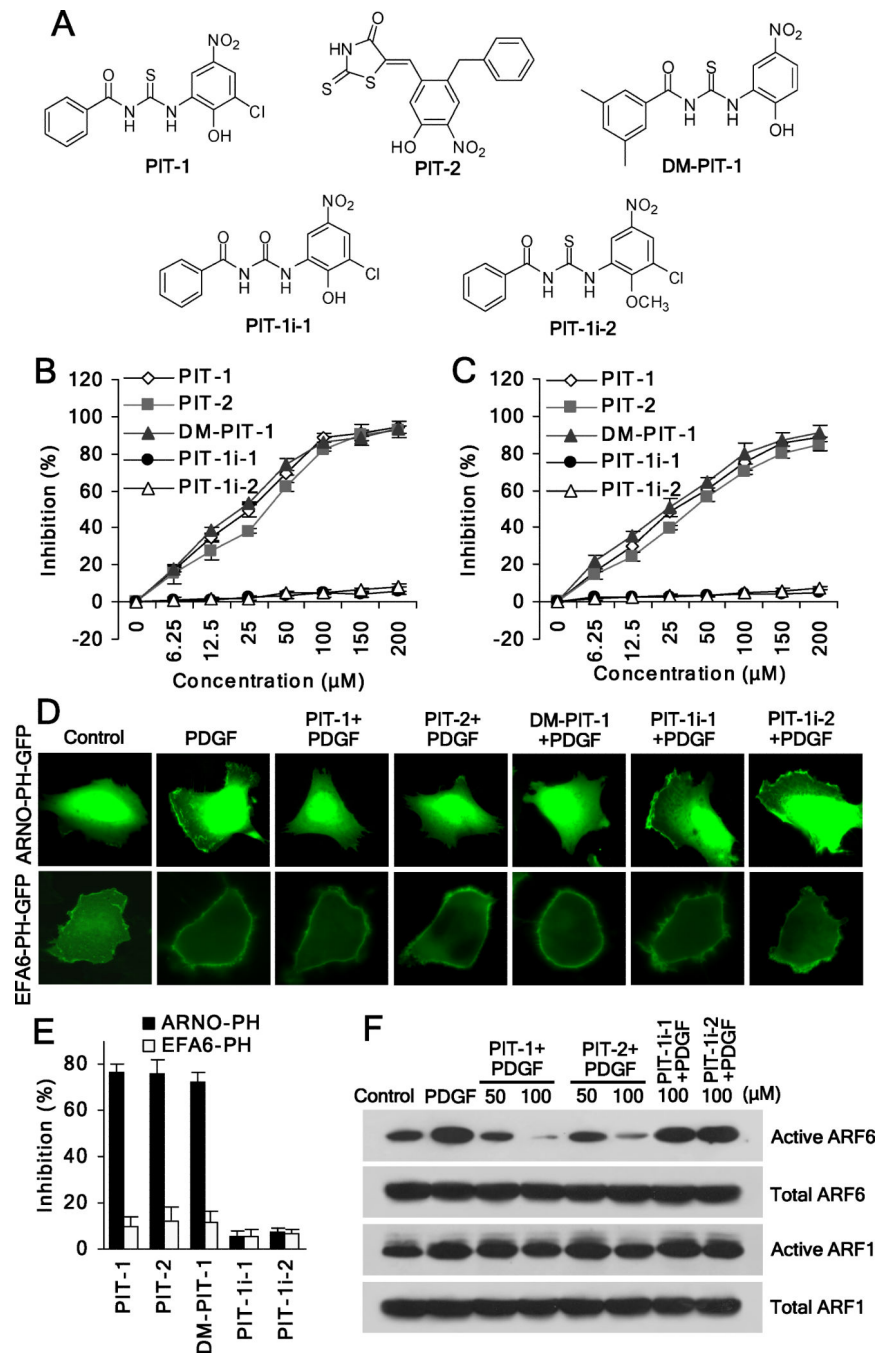 A
NO₂
O
S
N
H
N
H
Cl
OH
PIT-1
O
HN
S
S
HO
NO₂
PIT-2
NO₂
O
S
N
H
N
H
OH
DM-PIT-1
NO₂
O
O
N
H
N
H
Cl
OH
PIT-1i-1
NO₂
O
S
N
H
N
H
Cl
OCH₃
PIT-1i-2
B
120
100
80
60
40
20
0
-20
Inhibition (%)
PIT-1
PIT-2
DM-PIT-1
PIT-1i-1
PIT-1i-2
0
6.25
12.5
25
50
100
150
200
Concentration (µM)
C
120
100
80
60
40
20
0
-20
Inhibition (%)
PIT-1
PIT-2
DM-PIT-1
PIT-1i-1
PIT-1i-2
0
6.25
12.5
25
50
100
150
200
Concentration (µM)
D
Control
PDGF
PIT-1+
PDGF
PIT-2+
PDGF
DM-PIT-1
+PDGF
PIT-1i-1
+PDGF
PIT-1i-2
+PDGF
ARNO-PH-GFP
EFA6-PH-GFP
E
ARNO-PH
EFA6-PH
80
60
40
20
0
Inhibition (%)
PIT-1
PIT-2
DM-PIT-1
PIT-1i-1
PIT-1i-2
F
Control
PDGF
PIT-1+
PDGF
50 100
PIT-2+
PDGF
50 100
PIT-1i-1
+PDGF
100
PIT-1i-2
+PDGF
100
(µM)
Active ARF6
Total ARF6
Active ARF1
Total ARF1